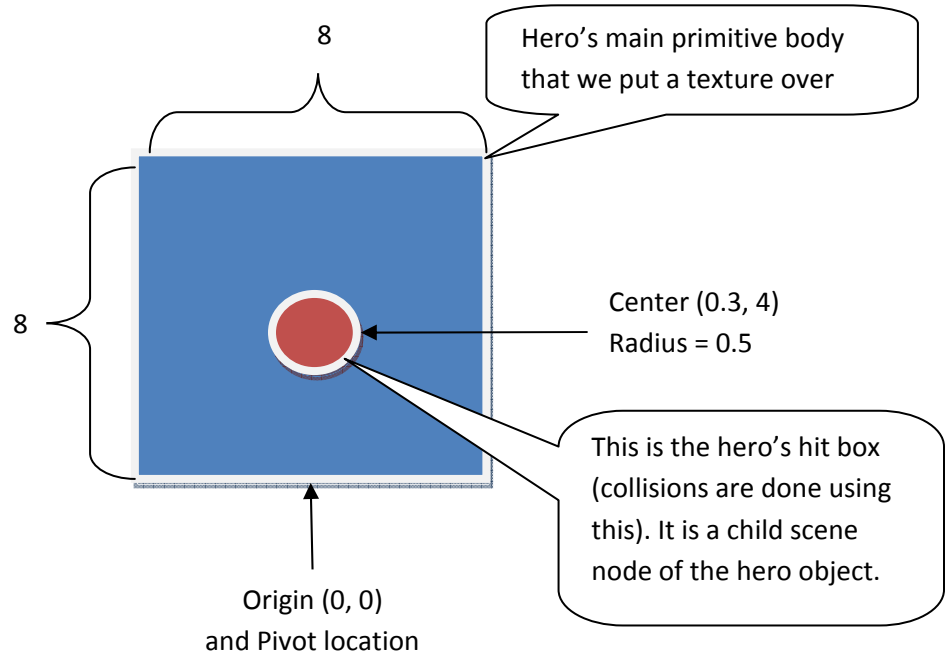 8
Hero’s main primitive body
that we put a texture over
8
Center (0.3, 4)
Radius = 0.5
This is the hero’s hit box
(collisions are done using
this). It is a child scene
node of the hero object.
Origin (0, 0)
and Pivot location